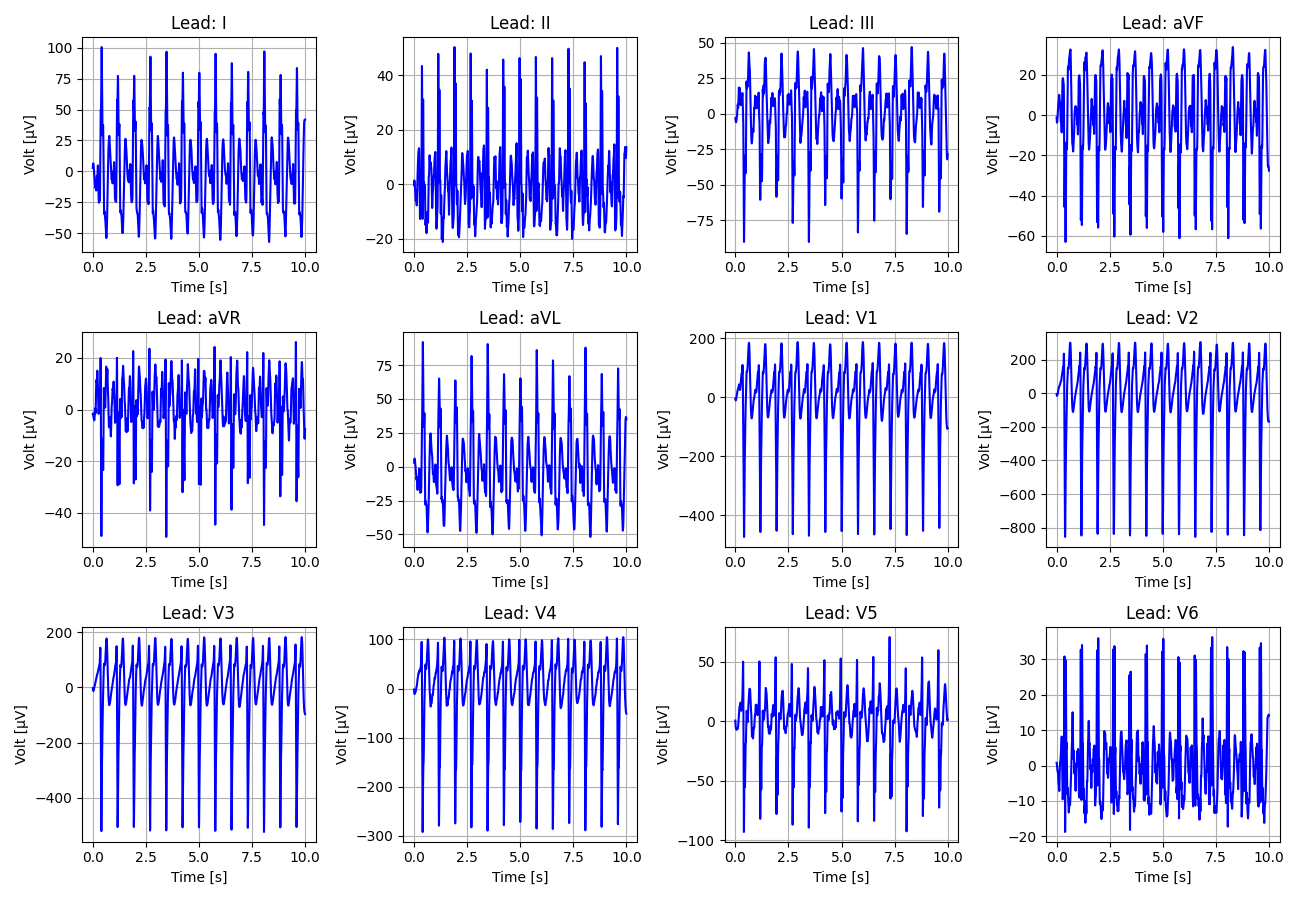 Lead: I
Volt [µV]
100
75
50
25
0
−25
−50
0.0 2.5 5.0 7.5 10.0
Time [s]
Lead: II
Volt [µV]
40
20
0
−20
0.0 2.5 5.0 7.5 10.0
Time [s]
Lead: III
Volt [µV]
50
25
0
−25
−50
−75
0.0 2.5 5.0 7.5 10.0
Time [s]
Lead: aVF
Volt [µV]
20
0
−20
−40
−60
0.0 2.5 5.0 7.5 10.0
Time [s]
Lead: aVR
Volt [µV]
20
0
−20
−40
0.0 2.5 5.0 7.5 10.0
Time [s]
Lead: aVL
Volt [µV]
75
50
25
0
−25
−50
0.0 2.5 5.0 7.5 10.0
Time [s]
Lead: V1
Volt [µV]
200
0
−200
−400
0.0 2.5 5.0 7.5 10.0
Time [s]
Lead: V2
Volt [µV]
200
0
−200
−400
−600
−800
0.0 2.5 5.0 7.5 10.0
Time [s]
Lead: V3
Volt [µV]
200
0
−200
−400
0.0 2.5 5.0 7.5 10.0
Time [s]
Lead: V4
Volt [µV]
100
0
−100
−200
−300
0.0 2.5 5.0 7.5 10.0
Time [s]
Lead: V5
Volt [µV]
50
0
−50
−100
0.0 2.5 5.0 7.5 10.0
Time [s]
Lead: V6
Volt [µV]
30
20
10
0
−10
−20
0.0 2.5 5.0 7.5 10.0
Time [s]